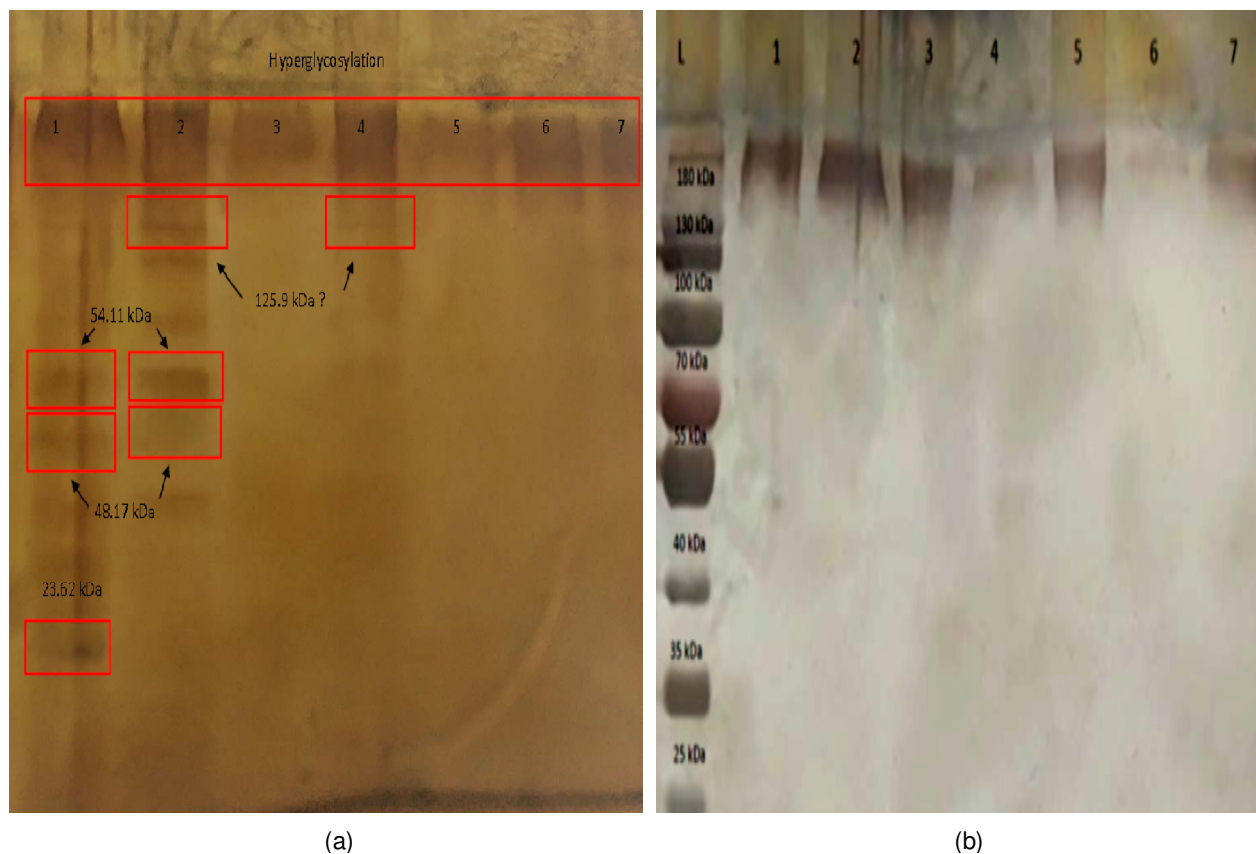 Hyperglycosylation
1 2 3 4 5 6 7
125.9 kDa ?
54.11 kDa
48.17 kDa
23.62 kDa
(a)
L 1 2 3 4 5 6 7
180 kDa
130 kDa
100 kDa
70 kDa
55 kDa
40 kDa
35 kDa
25 kDa
(b)